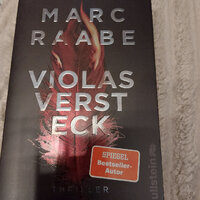 MARC
RAABE
VIOLAS
VERST
ECK
SPIEGEL
Bestseller-
Autor
THRILLER
ullstein